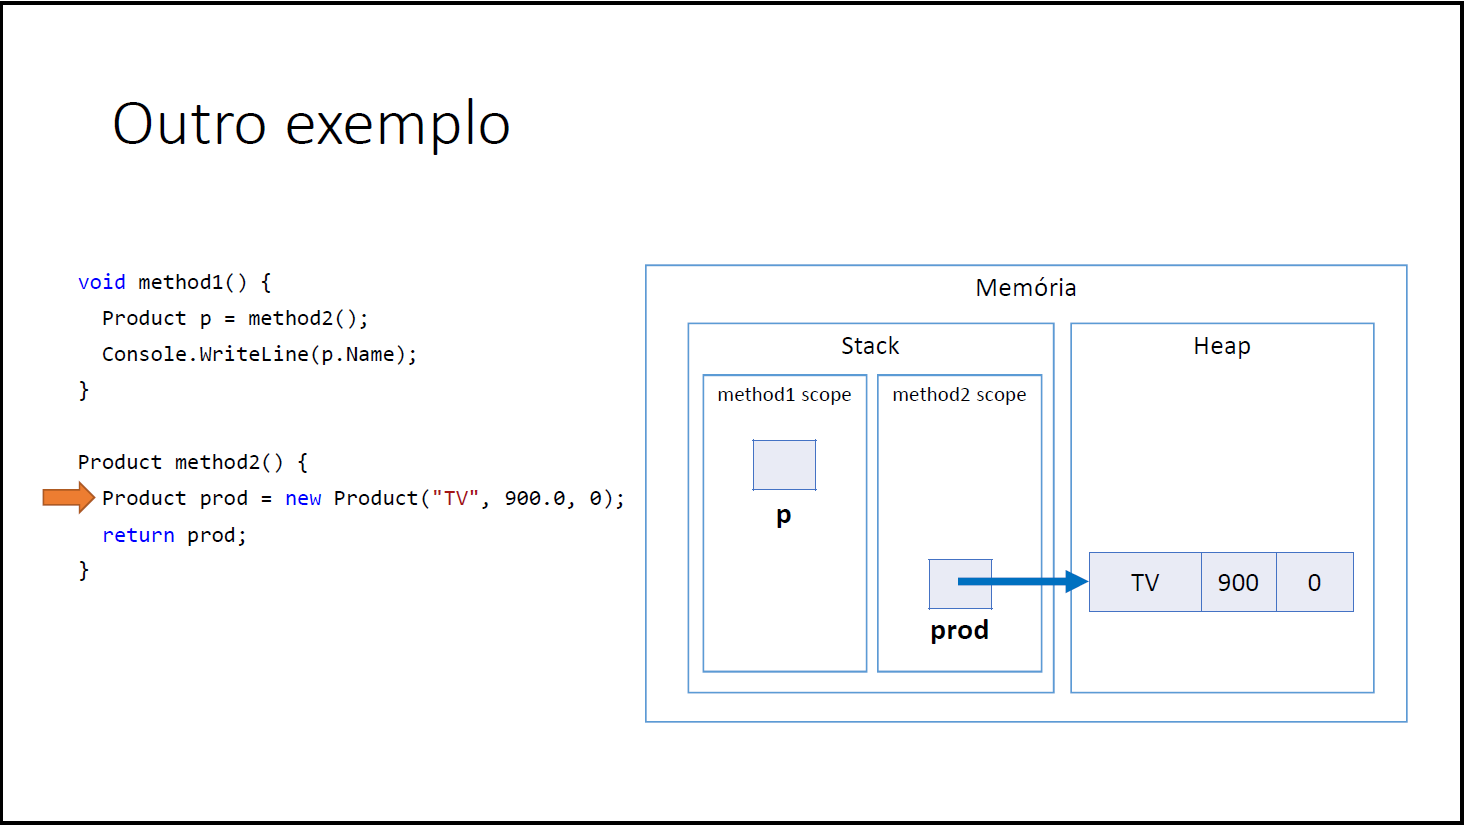 Outro exemplo
void method1() {
Product p = method2();
Console.WriteLine(p.Name);
}
Product method2() {
Product prod = new Product("TV", 900.0, 0);
return prod;
}
Memória
Stack
Heap
method1 scope
method2 scope
p
prod
TV
900
0